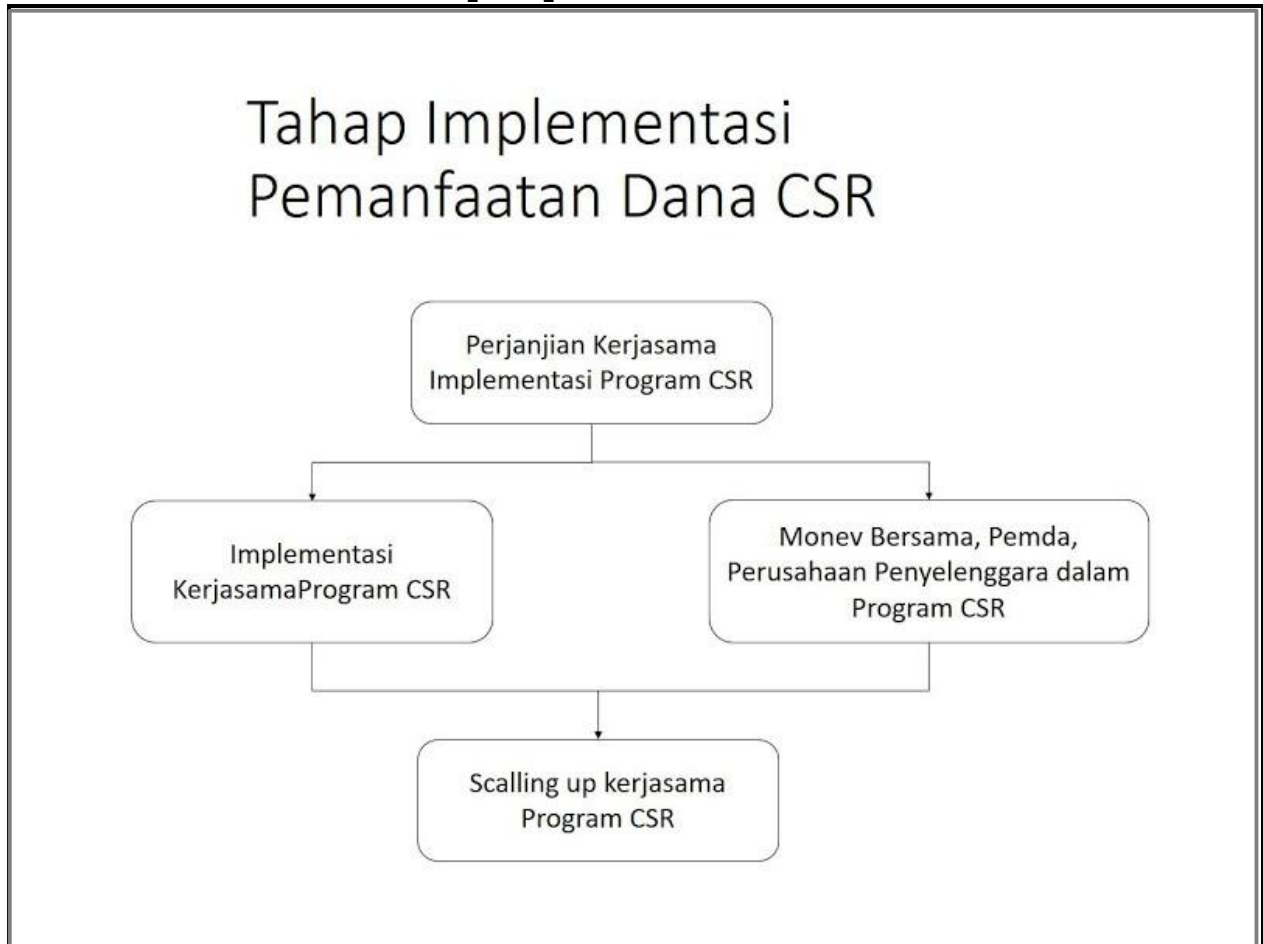 Tahap Implementasi
Pemanfaatan Dana CSR
Perjanjian Kerjasama
Implementasi Program CSR
Implementasi
KerjasamaProgram CSR
Monev Bersama, Pemda,
Perusahaan Penyelenggara dalam
Program CSR
Scalling up kerjasama
Program CSR